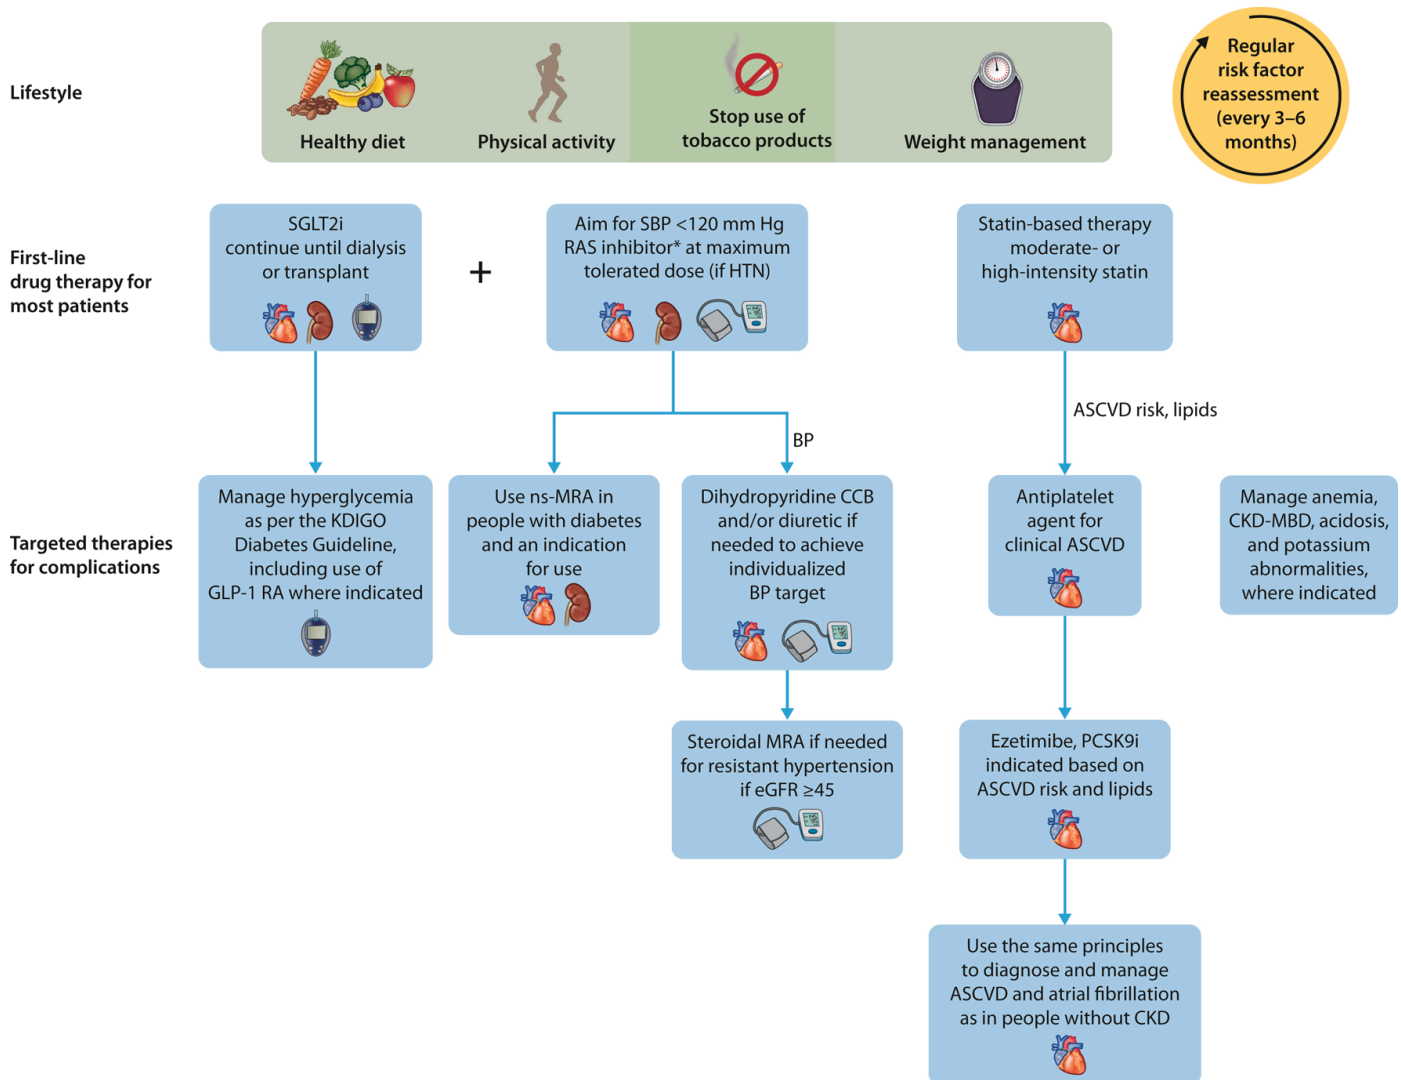 Lifestyle
Healthy diet
Physical activity
Stop use of
tobacco products
Weight management
Regular
risk factor
reassessment
(every 3–6
months)
First-line
drug therapy for
most patients
SGLT2i
continue until dialysis
or transplant
+
Aim for SBP <120 mm Hg
RAS inhibitor* at maximum
tolerated dose (if HTN)
Statin-based therapy
moderate- or
high-intensity statin
BP
ASCVD risk, lipids
Targeted therapies
for complications
Manage hyperglycemia
as per the KDIGO
Diabetes Guideline,
including use of
GLP-1 RA where indicated
Use ns-MRA in
people with diabetes
and an indication
for use
Dihydropyridine CCB
and/or diuretic if
needed to achieve
individualized
BP target
Antiplatelet
agent for
clinical ASCVD
Manage anemia,
CKD-MBD, acidosis,
and potassium
abnormalities,
where indicated
Steroidal MRA if needed
for resistant hypertension
if eGFR ≥45
Ezetimibe, PCSK9i
indicated based on
ASCVD risk and lipids
Use the same principles
to diagnose and manage
ASCVD and atrial fibrillation
as in people without CKD